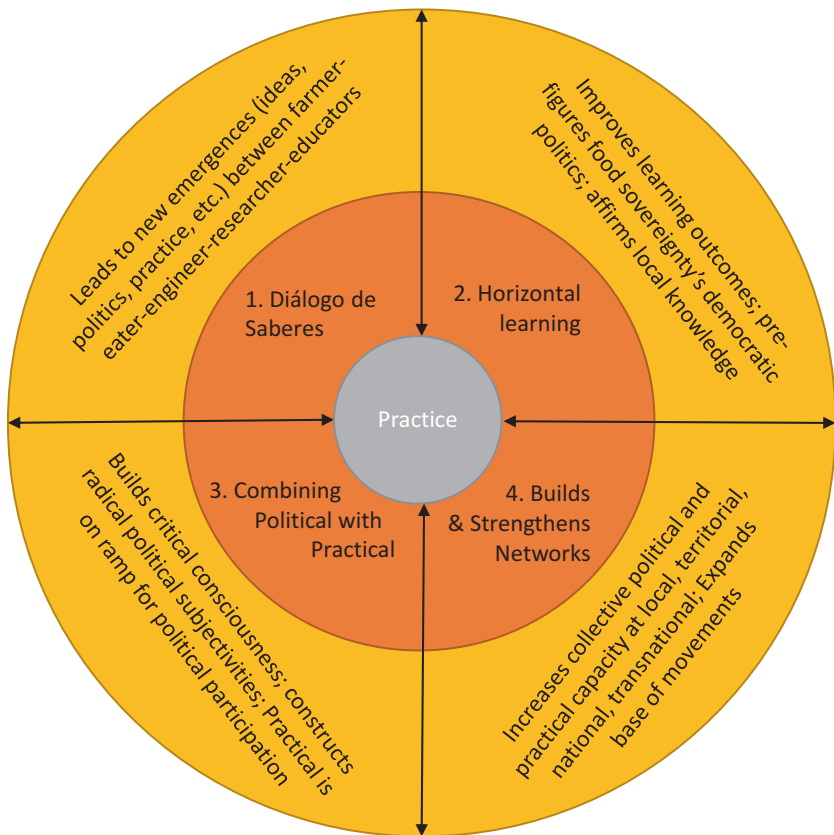 Leads to new emergences (ideas,
politics, practice, etc.) between farmer-
eater-engineer-researcher-educators
Improves learning outcomes; pre-
figures food sovereignty's democratic
politics; affirms local knowledge
1. Diálogo de
Saberes
2. Horizontal
learning
Practice
3. Combining
Political with
Practical
4. Builds
& Strengthens
Networks
Builds critical consciousness; constructs
radical political subjectivities; Practical is
on ramp for political participation
Increases collective political and
practical capacity at local, territorial,
national, transnational; Expands
base of movements